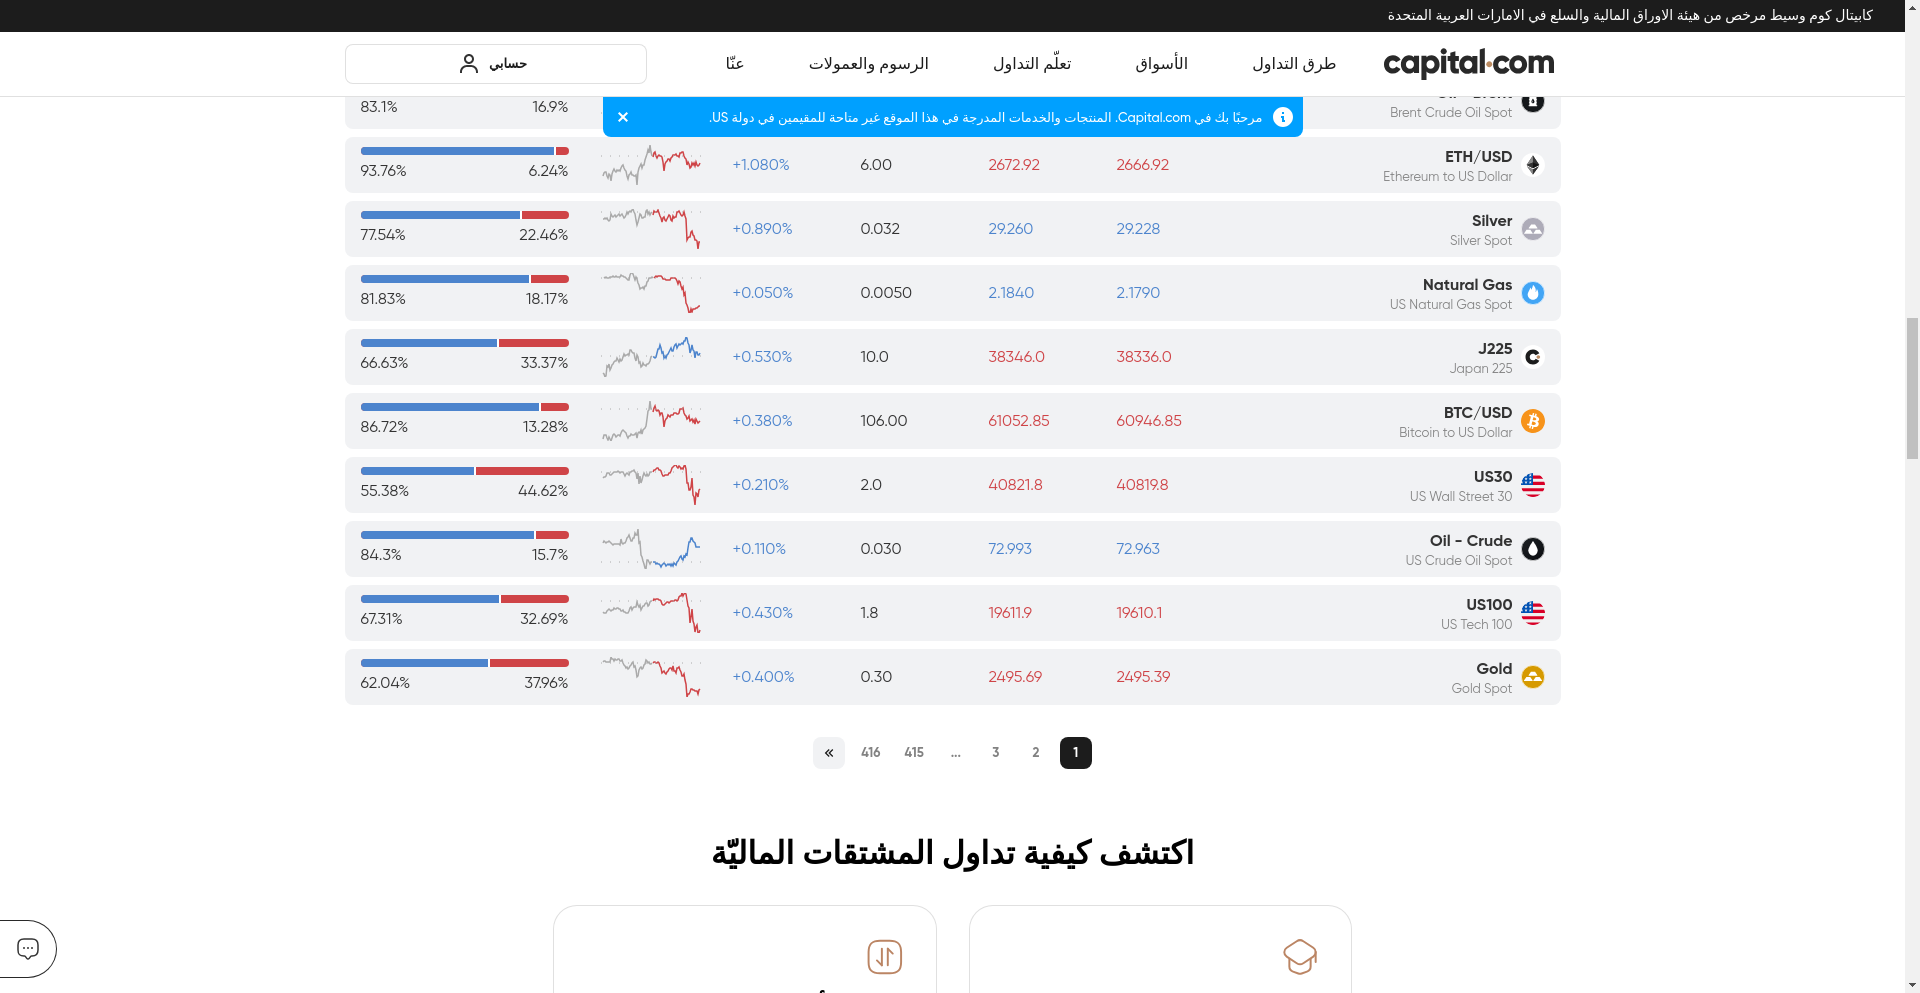 كابيتال كوم وسيط مرخص من هيئة الاوراق المالية والسلع في الامارات العربية المتحدة
capital.com
طرق التداول
الأسواق
تعلّم التداول
الرسوم والعمولات
عنّا
حسابي
مرحبًا بك في Capital.com. المنتجات والخدمات المدرجة في هذا الموقع غير متاحة للمقيمين في دولة US.
Brent Crude Oil Spot 16.9% 83.1%
ETH/USD
Ethereum to US Dollar
2666.92 2672.92 6.00 +1.080% 6.24% 93.76%
Silver
Silver Spot
29.228 29.260 0.032 +0.890% 22.46% 77.54%
Natural Gas
US Natural Gas Spot
2.1790 2.1840 0.0050 +0.050% 18.17% 81.83%
J225
Japan 225
38336.0 38346.0 10.0 +0.530% 33.37% 66.63%
BTC/USD
Bitcoin to US Dollar
60946.85 61052.85 106.00 +0.380% 13.28% 86.72%
US30
US Wall Street 30
40819.8 40821.8 2.0 +0.210% 44.62% 55.38%
Oil - Crude
US Crude Oil Spot
72.963 72.993 0.030 +0.110% 15.7% 84.3%
US100
US Tech 100
19610.1 19611.9 1.8 +0.430% 32.69% 67.31%
Gold
Gold Spot
2495.39 2495.69 0.30 +0.400% 37.96% 62.04%
1 2 3 ... 415 416 »
اكتشف كيفية تداول المشتقات الماليّة